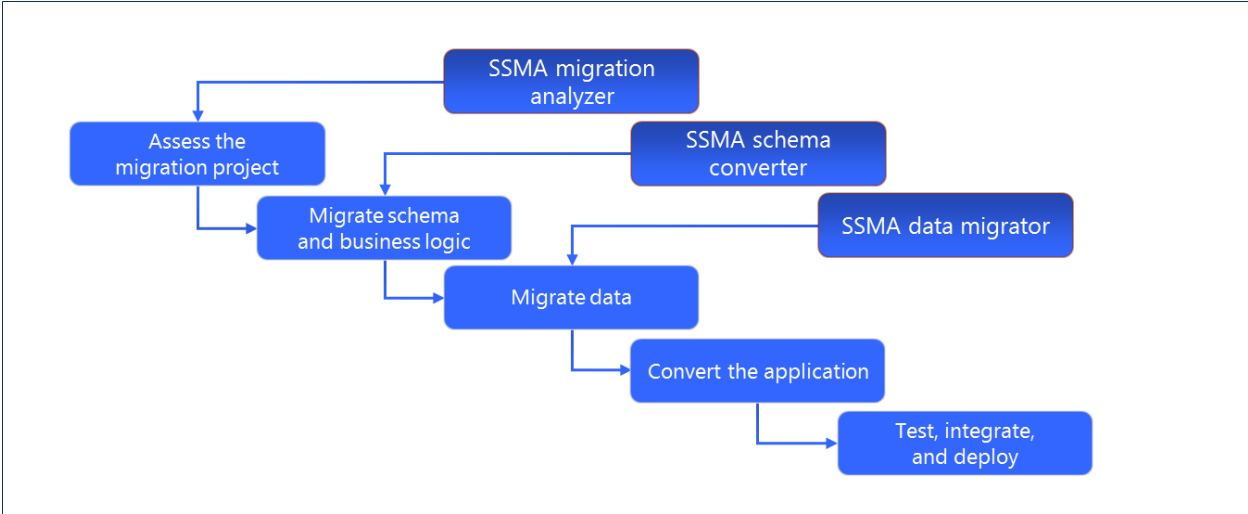 SSMA migration
analyzer
Assess the
migration project
SSMA schema
converter
Migrate schema
and business logic
SSMA data migrator
Migrate data
Convert the application
Test, integrate,
and deploy